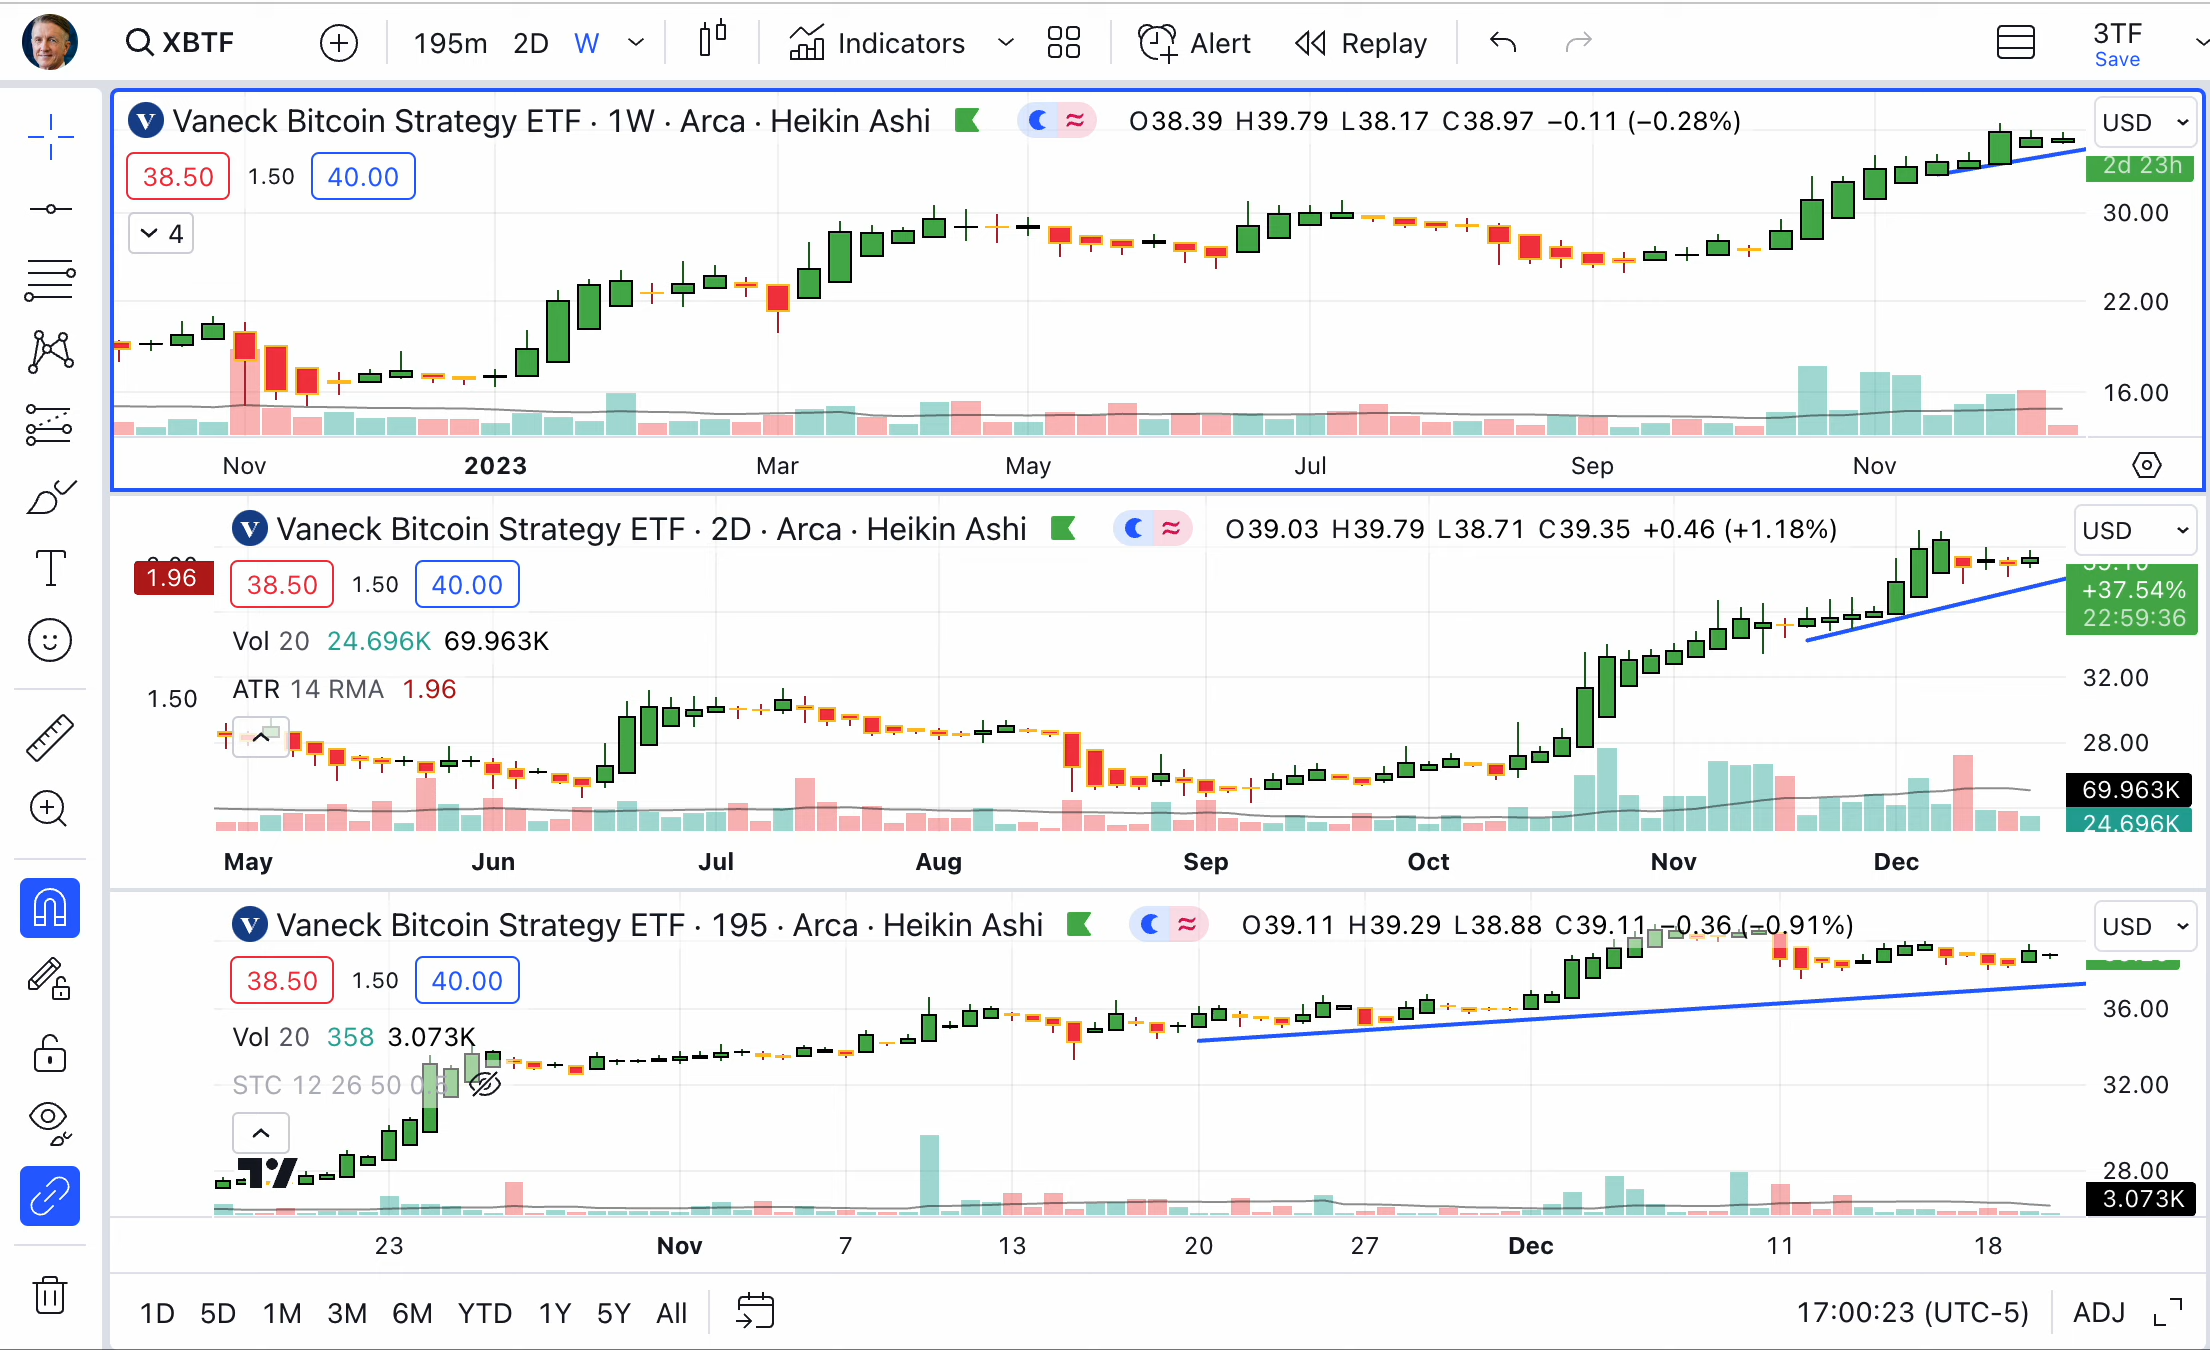 XBTF 195m 2D W Indicators Alert Replay 3TF
Save
V Vaneck Bitcoin Strategy ETF · 1W · Arca · Heikin Ashi O38.39 H39.79 L38.17 C38.97 −0.11 (−0.28%) USD
2d 23h
38.50 1.50 40.00
30.00
4
22.00
16.00
Nov 2023 Mar May Jul Sep Nov
V Vaneck Bitcoin Strategy ETF · 2D · Arca · Heikin Ashi O39.03 H39.79 L38.71 C39.35 +0.46 (+1.18%) USD
1.96
38.50 1.50 40.00
+37.54%
22:59:36
Vol 20 24.696K 69.963K
32.00
ATR 14 RMA 1.96
1.50
28.00
69.963K
24.696K
May Jun Jul Aug Sep Oct Nov Dec
V Vaneck Bitcoin Strategy ETF · 195 · Arca · Heikin Ashi O39.11 H39.29 L38.88 C39.11 −0.36 (−0.91%) USD
38.50 1.50 40.00
36.00
Vol 20 358 3.073K
STC 12 26 50 0.5
32.00
28.00
3.073K
23 Nov 7 13 20 27 Dec 11 18
1D 5D 1M 3M 6M YTD 1Y 5Y All 17:00:23 (UTC-5) ADJ